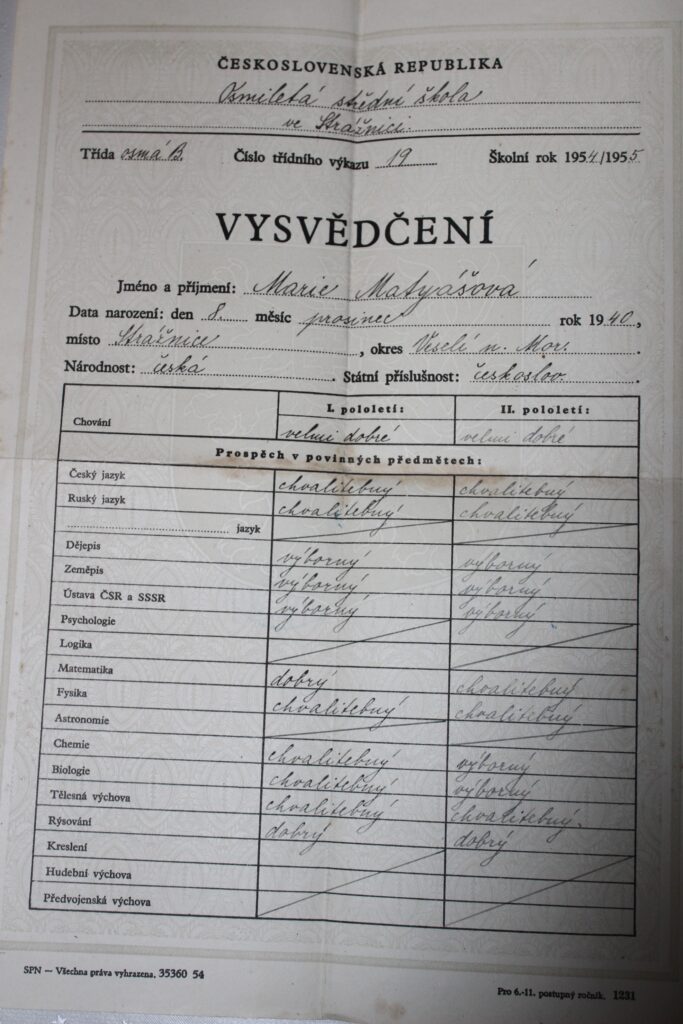 ČESKOSLOVENSKÁ REPUBLIKA
Osmiletá střední škola
ve Strážnici.
Třída osmá B. Číslo třídního výkazu 19 Školní rok 1954/1955
VYSVĚDČENÍ
Jméno a příjmení: Marie Matyášová
Data narození: den 8. měsíc prosinec rok 1940,
místo Strážnice, okres Veselí n. Mor.
Národnost: česká. Státní příslušnost: českoslov.
I. pololetí: II. pololetí:
Chování velmi dobré velmi dobré
Prospěch v povinných předmětech:
Český jazyk chvalitebný chvalitebný
Ruský jazyk chvalitebný chvalitebný
jazyk
Dějepis výborný výborný
Zeměpis výborný výborný
Ústava ČSR a SSSR výborný výborný
Psychologie
Logika
Matematika dobrý chvalitebný
Fysika chvalitebný chvalitebný
Astronomie
Chemie chvalitebný výborný
Biologie chvalitebný výborný
Tělesná výchova chvalitebný chvalitebný.
Rýsování dobrý dobrý
Kreslení
Hudební výchova
Předvojenská výchova
SPN — Všechna práva vyhrazena. 35360 54
Pro 6.-11. postupný ročník. 1231